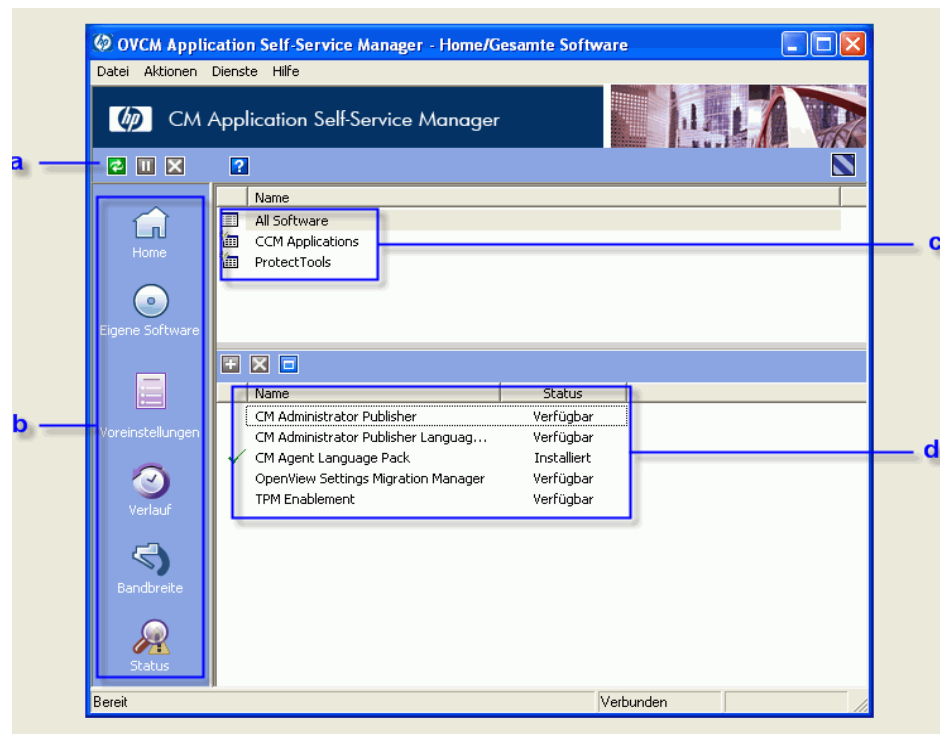 OVCM Application Self-Service Manager - Home/Gesamte Software
Datei Aktionen Dienste Hilfe
hp CM Application Self-Service Manager
a
?
Name
All Software
CCM Applications
ProtectTools
c
Home
Eigene Software
Voreinstellungen
Verlauf
Bandbreite
Status
b
Name Status
CM Administrator Publisher Verfügbar
CM Administrator Publisher Languag... Verfügbar
CM Agent Language Pack Installiert
OpenView Settings Migration Manager Verfügbar
TPM Enablement Verfügbar
d
Bereit Verbunden